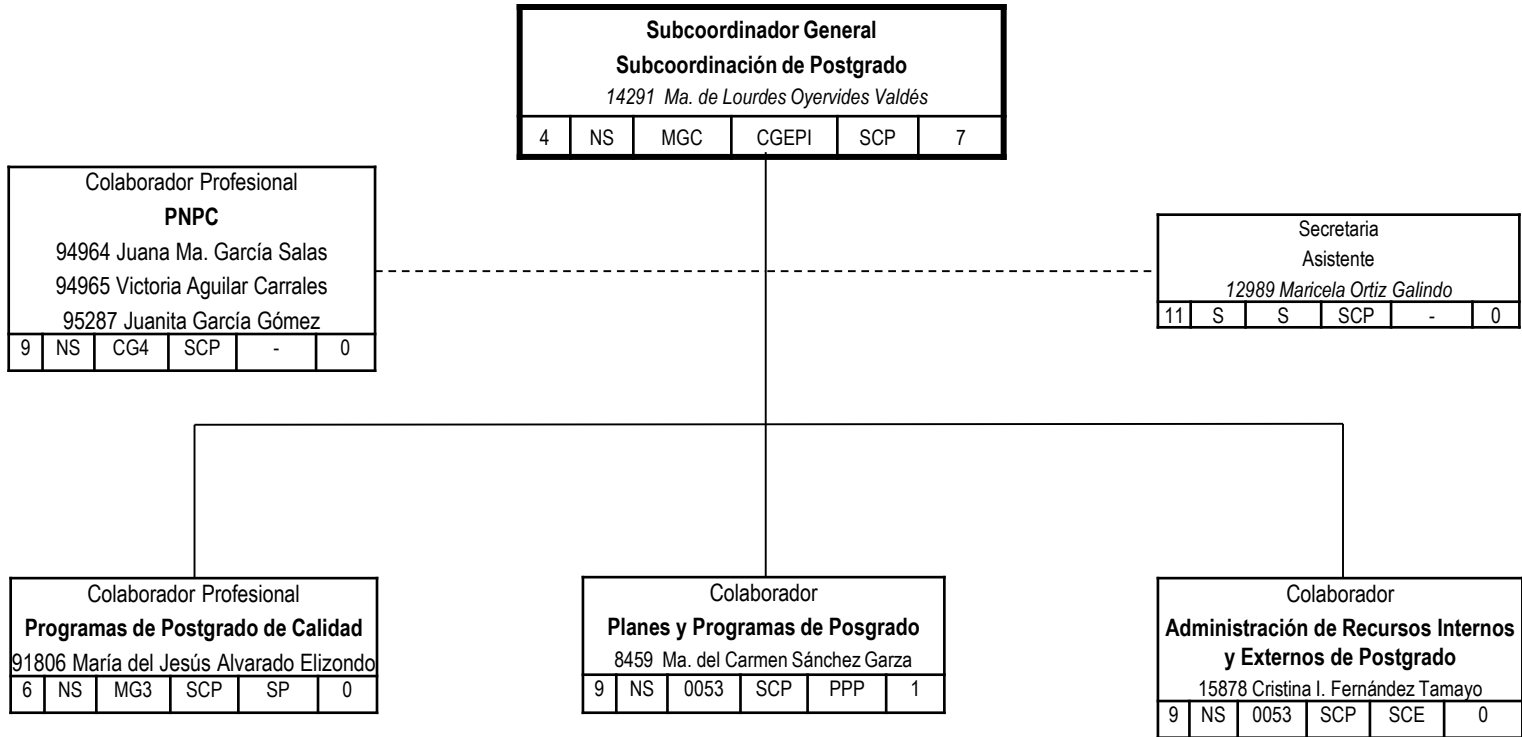 Subcoordinador General
Subcoordinación de Postgrado
14291 Ma. de Lourdes Oyervides Valdés
4 NS MGC CGEPI SCP 7
Colaborador Profesional
PNPC
94964 Juana Ma. García Salas
94965 Victoria Aguilar Carrales
95287 Juanita García Gómez
9 NS CG4 SCP - 0
Secretaria
Asistente
12989 Maricela Ortíz Galindo
11 S S SCP - 0
Colaborador Profesional
Programas de Postgrado de Calidad
91806 María del Jesús Alvarado Elizondo
6 NS MG3 SCP SP 0
Colaborador
Planes y Programas de Posgrado
8459 Ma. del Carmen Sánchez Garza
9 NS 0053 SCP PPP 1
Colaborador
Administración de Recursos Internos
y Externos de Postgrado
15878 Cristina I. Fernández Tamayo
9 NS 0053 SCP SCE 0